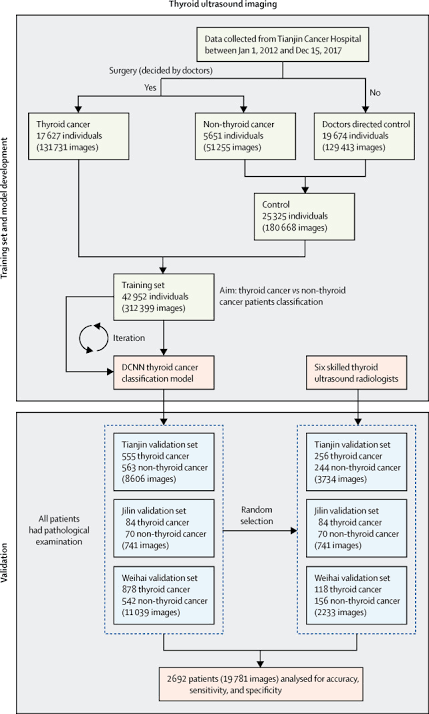 Thyroid ultrasound imaging
Training set and model development
Data collected from Tianjin Cancer Hospital
between Jan 1, 2012 and Dec 15, 2017
Surgery (decided by doctors)
Yes
No
Thyroid cancer
17 627 individuals
(131 731 images)
Non-thyroid cancer
5651 individuals
(51 255 images)
Doctors directed control
19 674 individuals
(129 413 images)
Control
25 325 individuals
(180 668 images)
Training set
42 952 individuals
(312 399 images)
Aim: thyroid cancer vs non-thyroid
cancer patients classification
Iteration
DCNN thyroid cancer
classification model
Six skilled thyroid
ultrasound radiologists
Validation
All patients
had pathological
examination
Tianjin validation set
555 thyroid cancer
563 non-thyroid cancer
(8606 images)
Jilin validation set
84 thyroid cancer
70 non-thyroid cancer
(741 images)
Weihai validation set
878 thyroid cancer
542 non-thyroid cancer
(11 039 images)
Random
selection
Tianjin validation set
256 thyroid cancer
244 non-thyroid cancer
(3734 images)
Jilin validation set
84 thyroid cancer
70 non-thyroid cancer
(741 images)
Weihai validation set
118 thyroid cancer
156 non-thyroid cancer
(2233 images)
2692 patients (19 781 images) analysed for accuracy,
sensitivity, and specificity